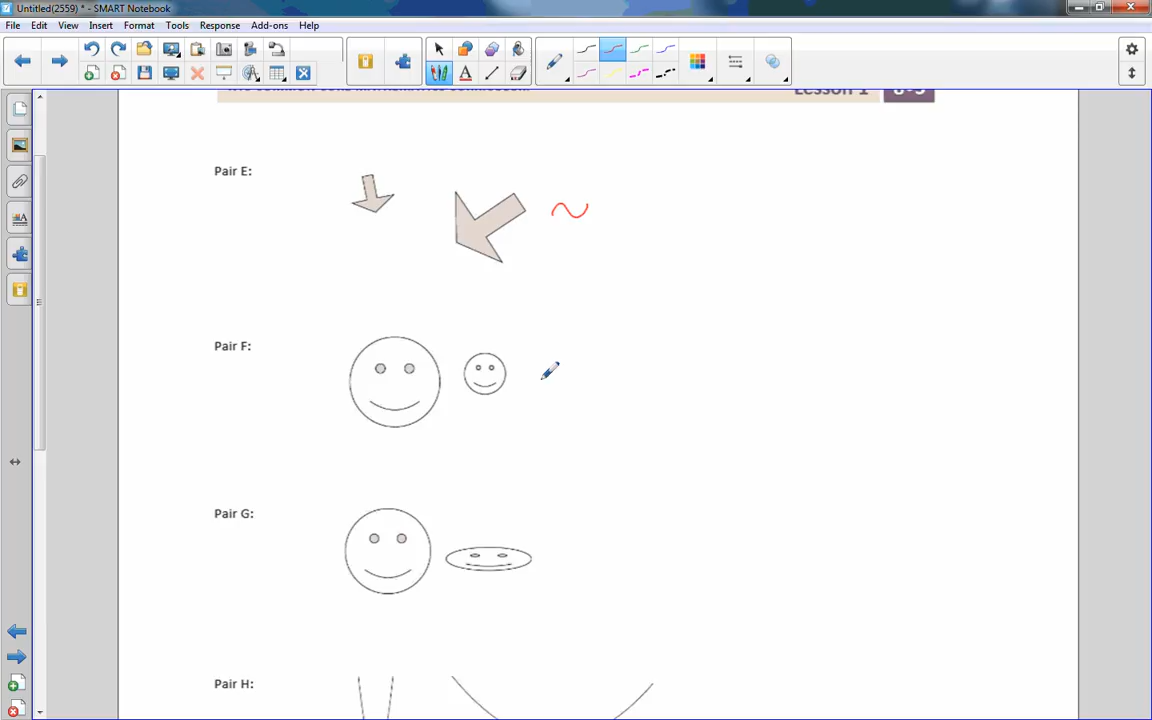 Untitled(2559) * - SMART Notebook
File Edit View Insert Format Tools Response Add-ons Help
Lesson 1
Pair E:
Pair F:
Pair G:
Pair H: